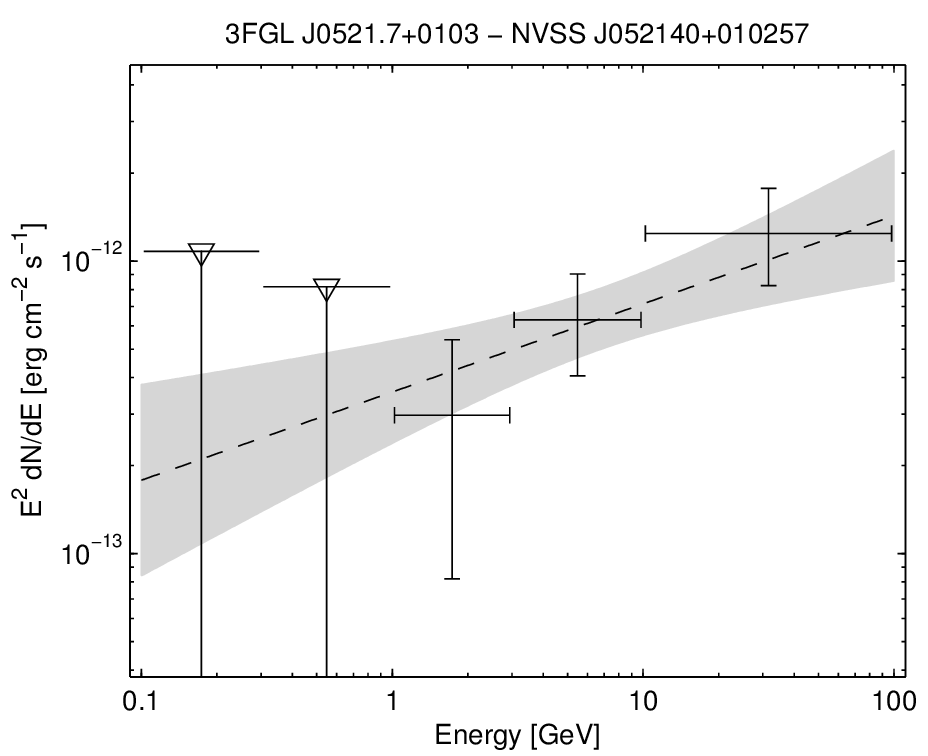 3FGL J0521.7+0103 − NVSS J052140+010257
E² dN/dE [erg cm⁻² s⁻¹]
10⁻¹²
10⁻¹³
0.1 1 10 100
Energy [GeV]